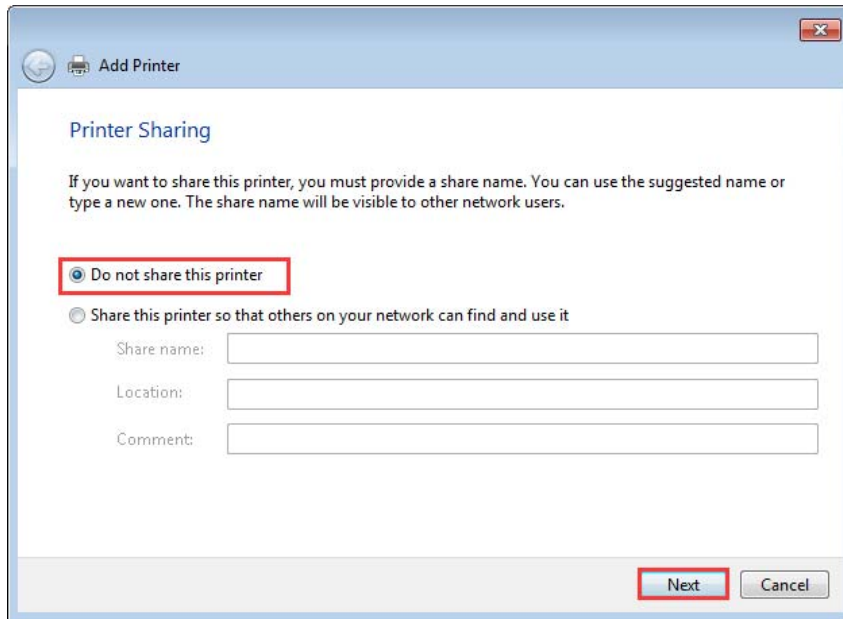 Add Printer
Printer Sharing
If you want to share this printer, you must provide a share name. You can use the suggested name or
type a new one. The share name will be visible to other network users.
Do not share this printer
Share this printer so that others on your network can find and use it
Share name:
Location:
Comment:
Next Cancel